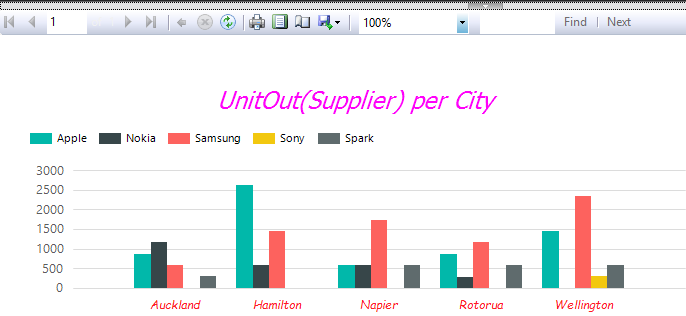 1 100% Find | Next
UnitOut(Supplier) per City
Apple Nokia Samsung Sony Spark
3000
2500
2000
1500
1000
500
0
Auckland Hamilton Napier Rotorua Wellington